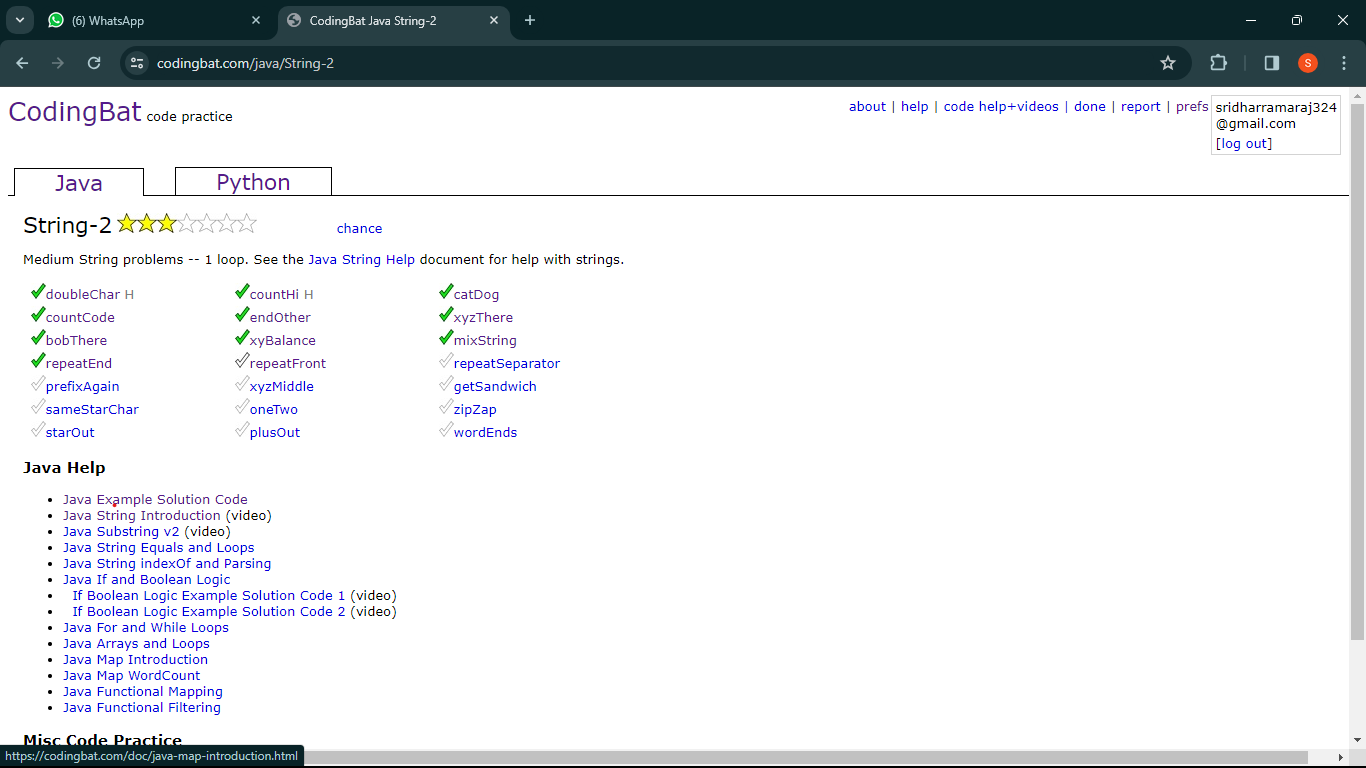 (6) WhatsApp
CodingBat Java String-2
codingbat.com/java/String-2
S
CodingBat code practice
about | help | code help+videos | done | report | prefs
sridharramaraj324
@gmail.com
[log out]
Java
Python
String-2
chance
Medium String problems -- 1 loop. See the Java String Help document for help with strings.
doubleChar H countHi H catDog
countCode endOther xyzThere
bobThere xyBalance mixString
repeatEnd repeatFront repeatSeparator
prefixAgain xyzMiddle getSandwich
sameStarChar oneTwo zipZap
starOut plusOut wordEnds
Java Help
• Java Example Solution Code
• Java String Introduction (video)
• Java Substring v2 (video)
• Java String Equals and Loops
• Java String indexOf and Parsing
• Java If and Boolean Logic
• If Boolean Logic Example Solution Code 1 (video)
• If Boolean Logic Example Solution Code 2 (video)
• Java For and While Loops
• Java Arrays and Loops
• Java Map Introduction
• Java Map WordCount
• Java Functional Mapping
• Java Functional Filtering
Misc Code Practice
https://codingbat.com/doc/java-map-introduction.html